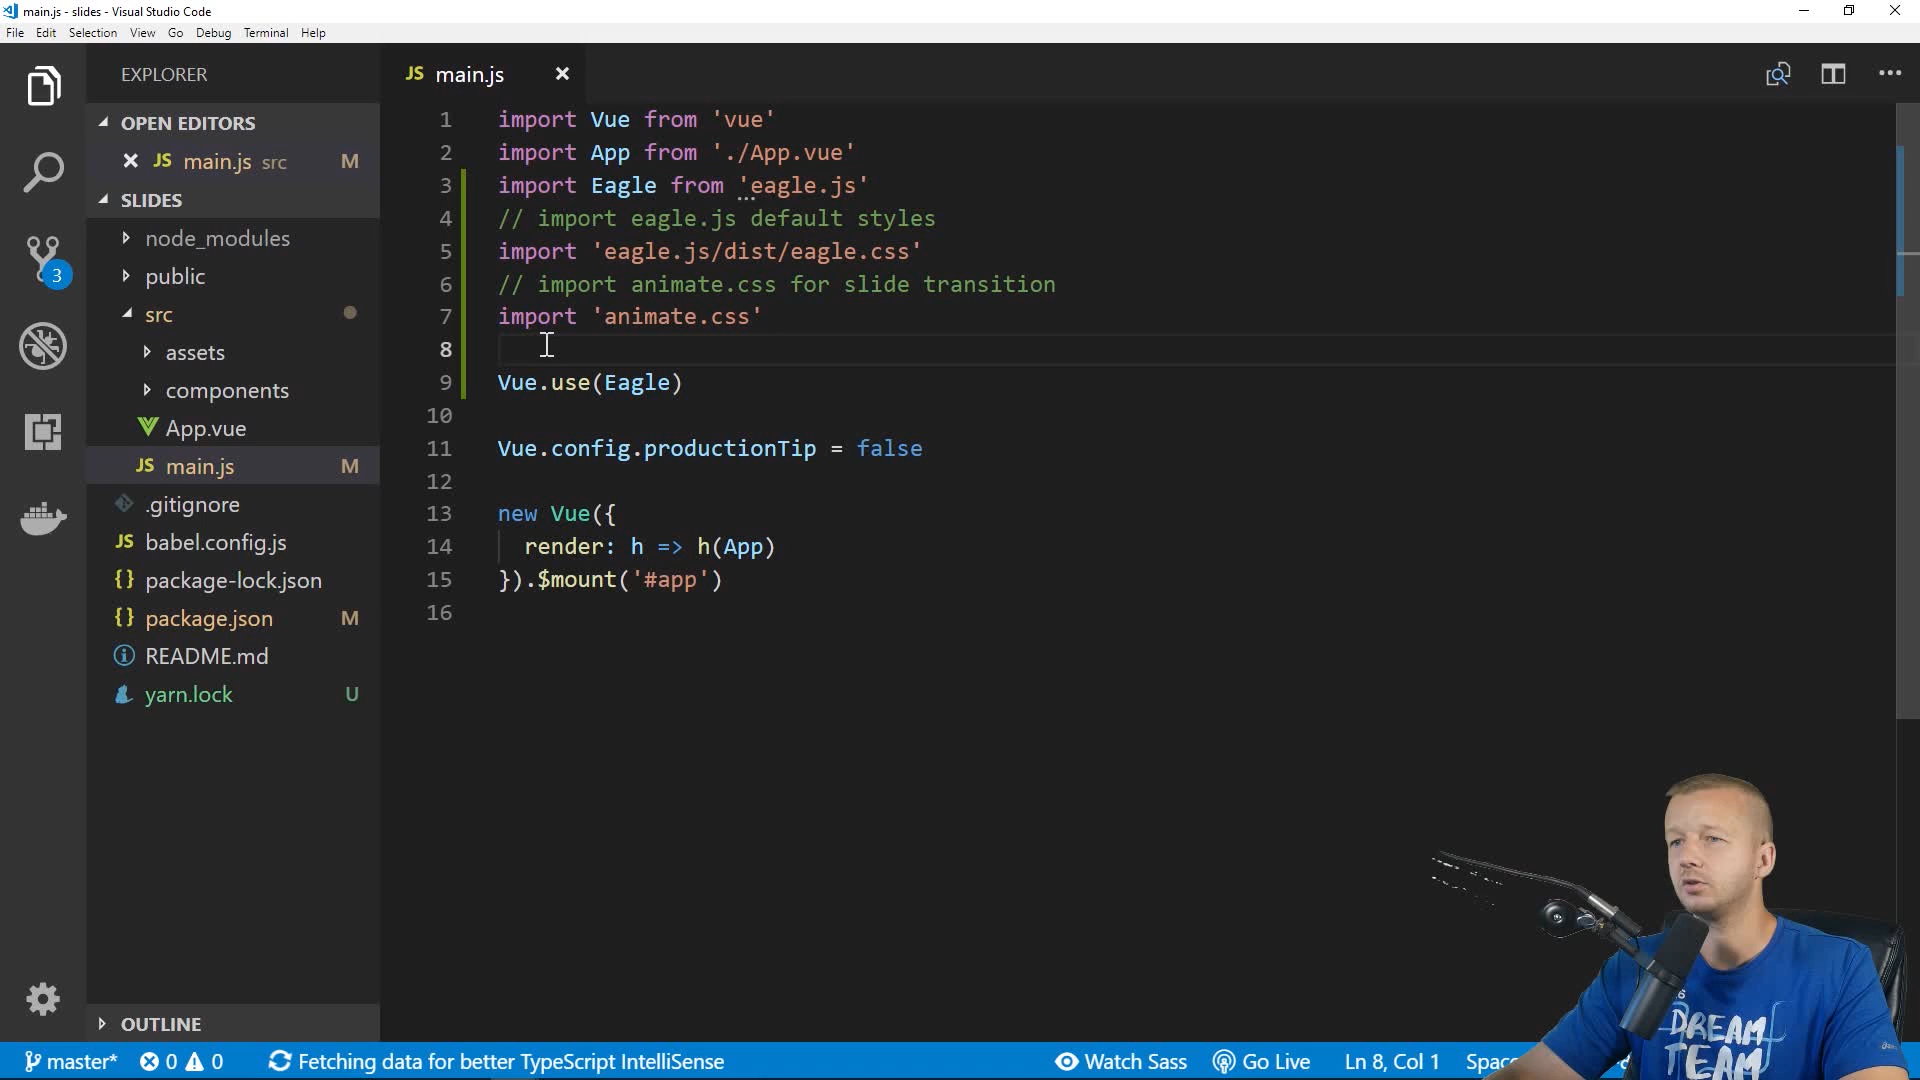 main.js - slides - Visual Studio Code
File Edit Selection View Go Debug Terminal Help
EXPLORER
OPEN EDITORS
JS main.js src M
SLIDES
node_modules
public
src
assets
components
App.vue
JS main.js M
.gitignore
JS babel.config.js
{} package-lock.json
{} package.json M
README.md
yarn.lock U
OUTLINE
3
JS main.js
1 import Vue from 'vue'
2 import App from './App.vue'
3 import Eagle from 'eagle.js'
4 // import eagle.js default styles
5 import 'eagle.js/dist/eagle.css'
6 // import animate.css for slide transition
7 import 'animate.css'
8
9 Vue.use(Eagle)
10
11 Vue.config.productionTip = false
12
13 new Vue({
14 render: h => h(App)
15 }).$mount('#app')
16
DREAM
TEAM
master* 0 0 Fetching data for better TypeScript IntelliSense Watch Sass Go Live Ln 8, Col 1